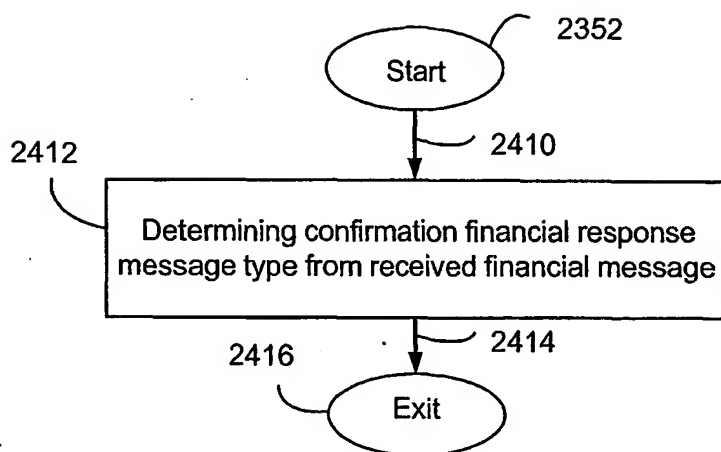 2352
Start
2410
2412
Determining confirmation financial response
message type from received financial message
2414
2416
Exit